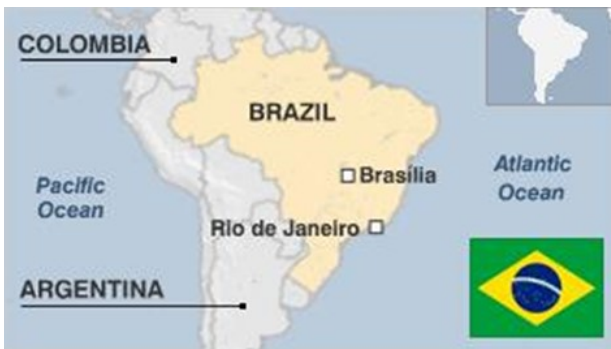 COLOMBIA
BRAZIL
Brasília
Atlantic
Ocean
Pacific
Ocean
Rio de Janeiro
ARGENTINA